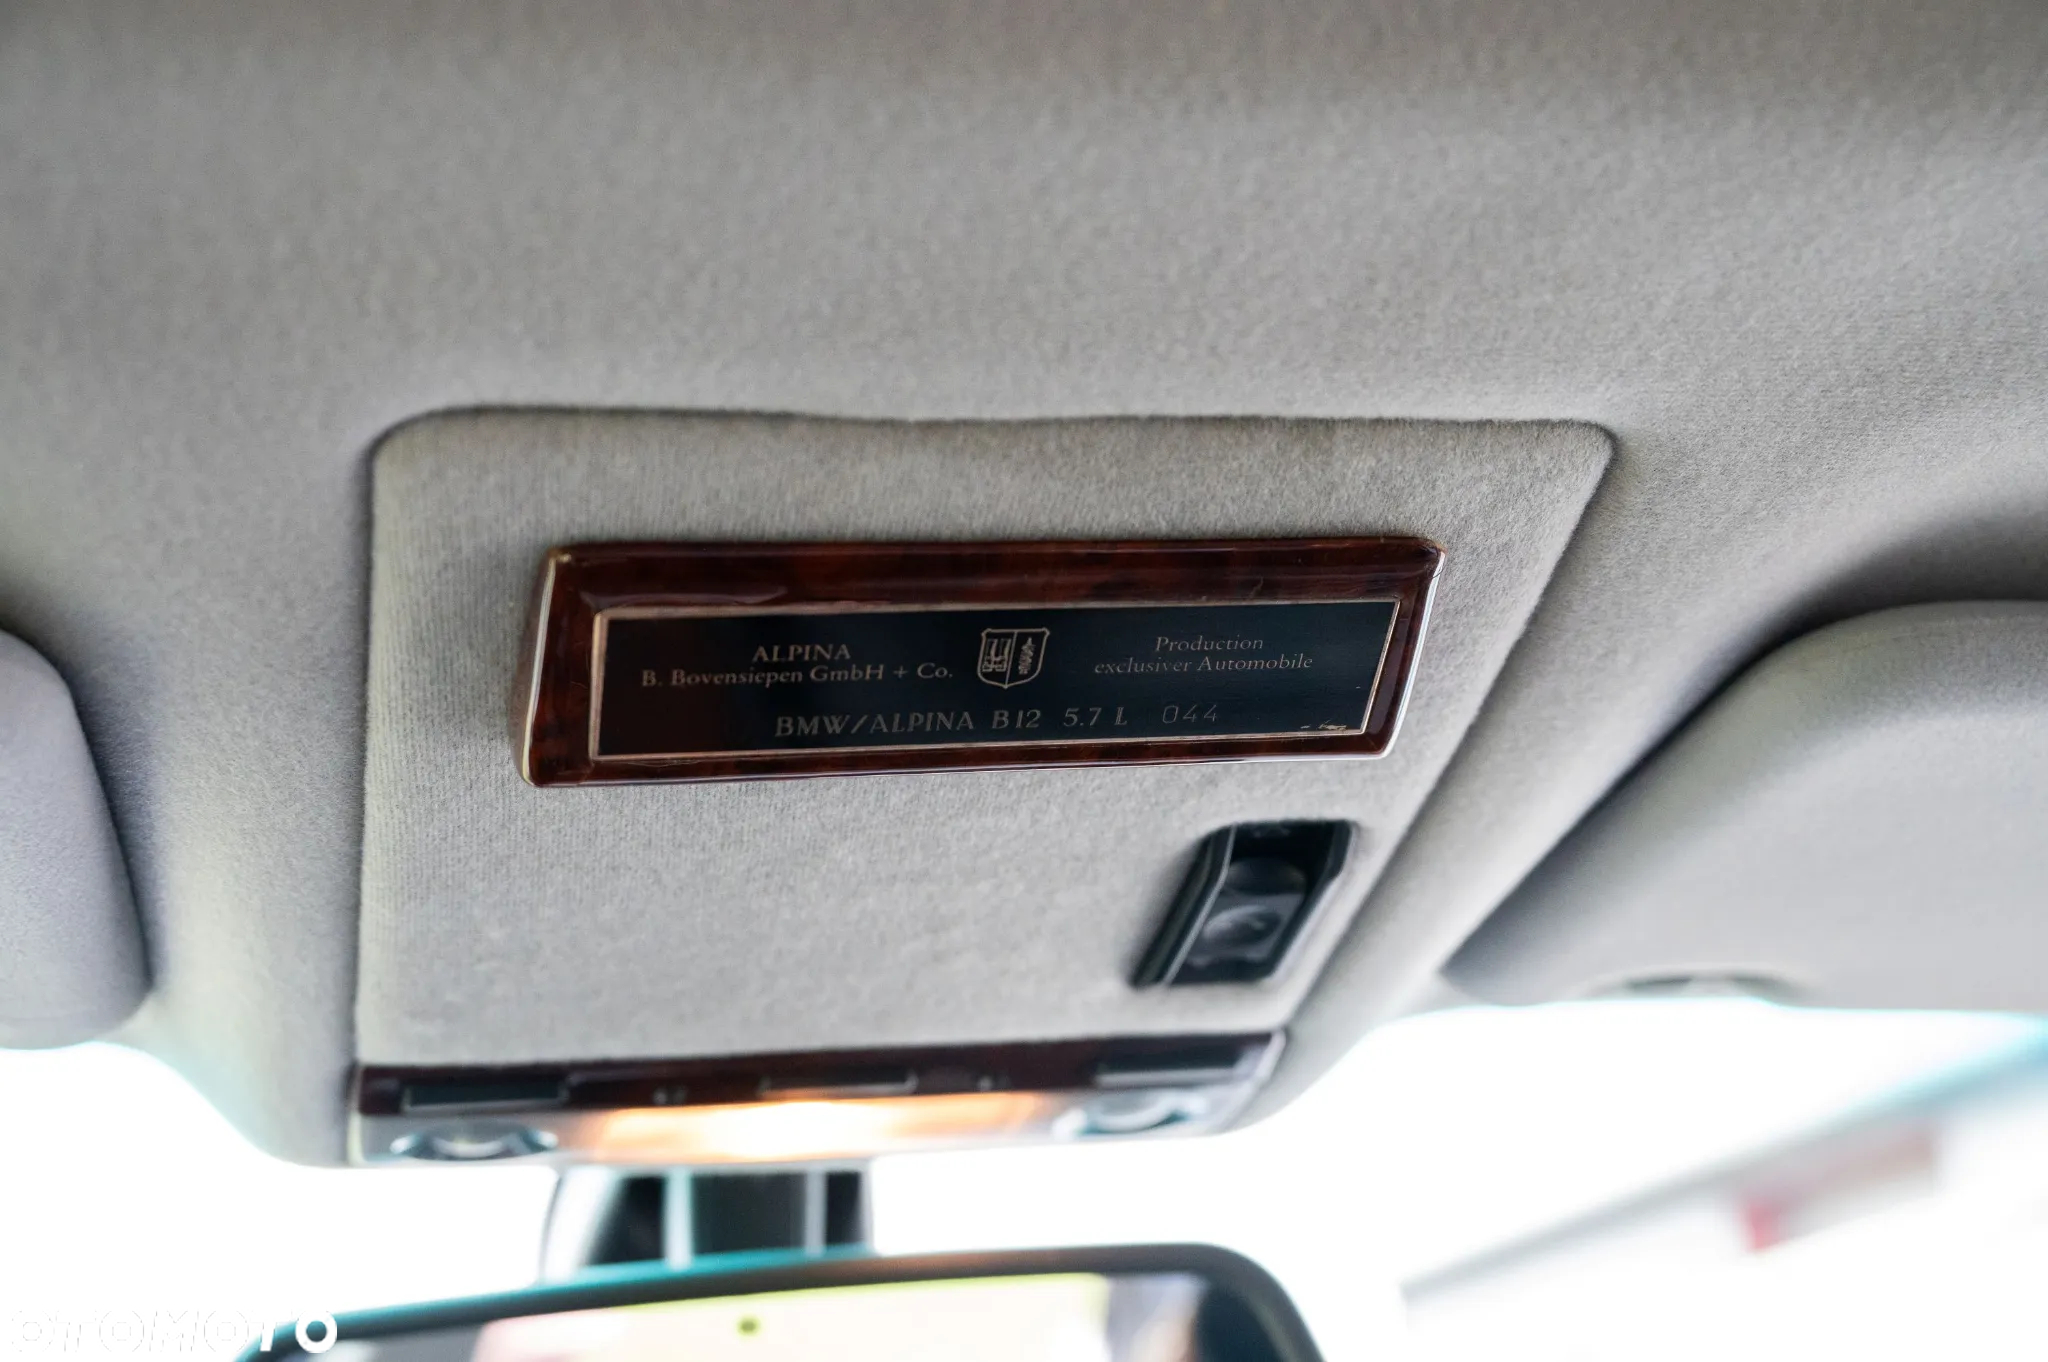 ALPINA
B. Bovensiepen GmbH + Co.
Production
exclusiver Automobile
BMW/ALPINA B12 5.7 L 044
OTOMOTO